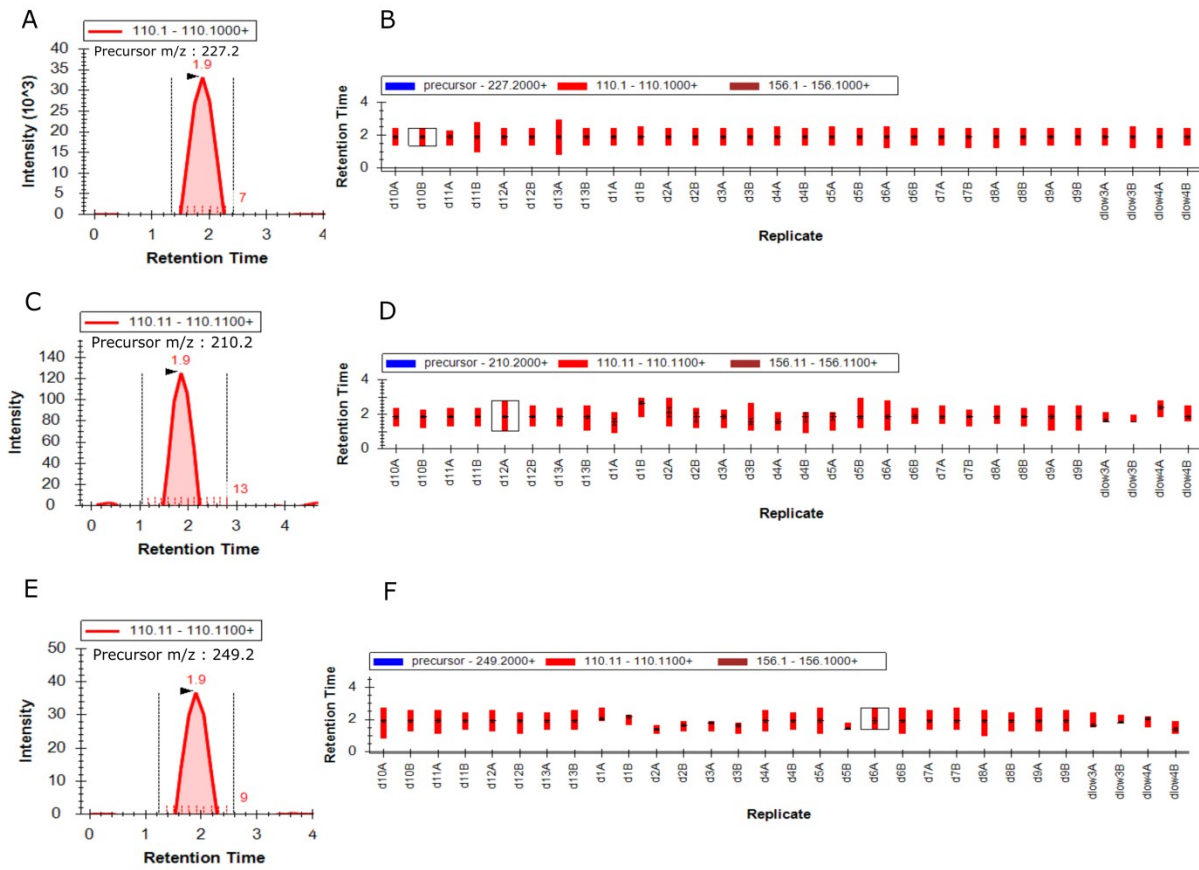 A
110.1 - 110.1000+
Precursor m/z : 227.2
1.9
7
Intensity (10^3)
40
35
30
25
20
15
10
5
0
0 1 2 3 4
Retention Time
B
precursor - 227.2000+ 110.1 - 110.1000+ 156.1 - 156.1000+
Retention Time
4
2
0
d10A d10B d11A d11B d12A d12B d13A d13B d1A d1B d2A d2B d3A d3B d4A d4B d5A d5B d6A d6B d7A d7B d8A d8B d9A d9B dlow3A dlow3B dlow4A dlow4B
Replicate
C
110.11 - 110.1100+
Precursor m/z : 210.2
1.9
13
Intensity
140
120
100
80
60
40
20
0
0 1 2 3 4
Retention Time
D
precursor - 210.2000+ 110.11 - 110.1100+ 156.11 - 156.1100+
Retention Time
4
2
0
d10A d10B d11A d11B d12A d12B d13A d13B d1A d1B d2A d2B d3A d3B d4A d4B d5A d5B d6A d6B d7A d7B d8A d8B d9A d9B dlow3A dlow3B dlow4A dlow4B
Replicate
E
110.11 - 110.1100+
Precursor m/z : 249.2
1.9
9
Intensity
50
40
30
20
10
0
0 1 2 3 4
Retention Time
F
precursor - 249.2000+ 110.11 - 110.1100+ 156.1 - 156.1000+
Retention Time
4
2
0
d10A d10B d11A d11B d12A d12B d13A d13B d1A d1B d2A d2B d3A d3B d4A d4B d5A d5B d6A d6B d7A d7B d8A d8B d9A d9B dlow3A dlow3B dlow4A dlow4B
Replicate